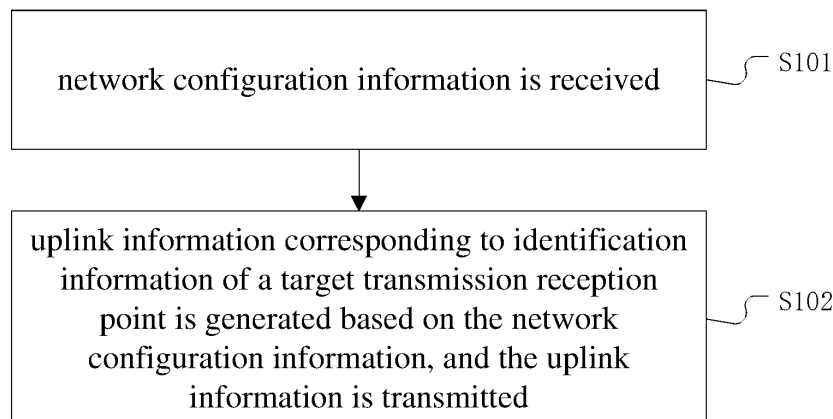 network configuration information is received
S101
uplink information corresponding to identification
information of a target transmission reception
point is generated based on the network
configuration information, and the uplink
information is transmitted
S102